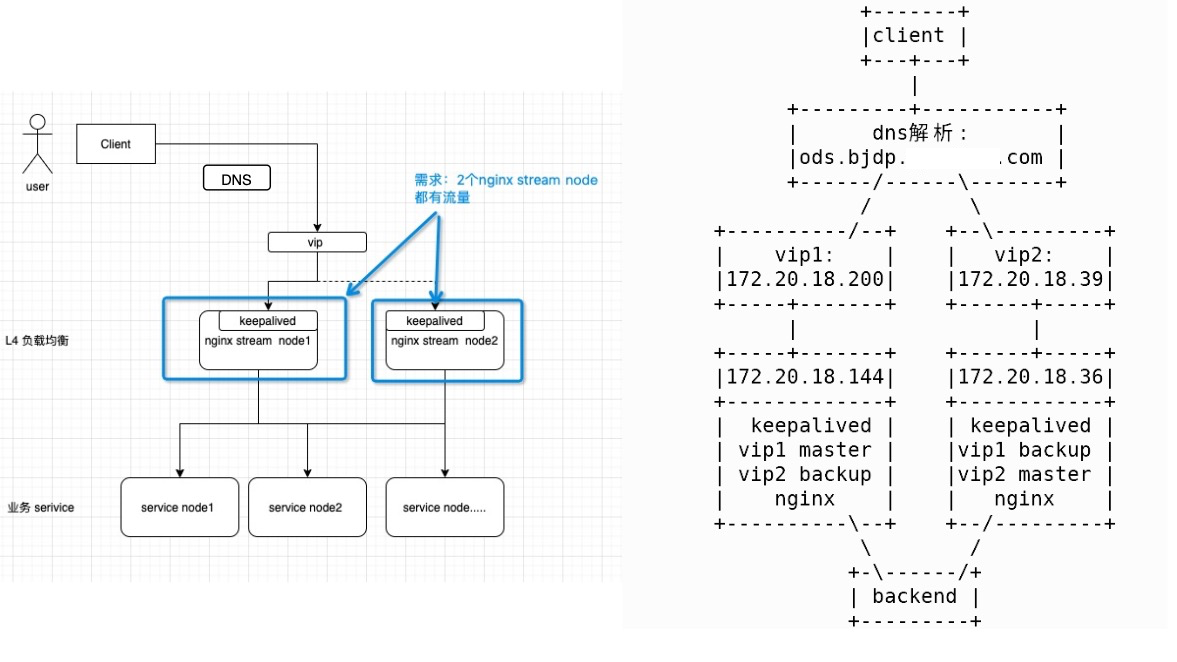 Client
DNS
user
需求：2个nginx stream node
都有流量
vip
keepalived
nginx stream node1
keepalived
nginx stream node2
L4 负载均衡
业务 serivice
service node1
service node2
service node.....
client
dns解析：
ods.bjdp. .com
vip1:
172.20.18.200
vip2:
172.20.18.39
172.20.18.144
keepalived
vip1 master
vip2 backup
nginx
172.20.18.36
keepalived
vip1 backup
vip2 master
nginx
backend